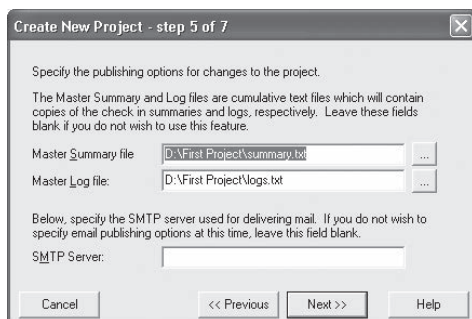 Create New Project - step 5 of 7
Specify the publishing options for changes to the project.
The Master Summary and Log files are cumulative text files which will contain
copies of the check in summaries and logs, respectively. Leave these fields
blank if you do not wish to use this feature.
Master Summary file D:\First Project\summary.txt ...
Master Log file: D:\First Project\logs.txt ...
Below, specify the SMTP server used for delivering mail. If you do not wish to
specify email publishing options at this time, leave this field blank.
SMTP Server:
Cancel << Previous Next >> Help